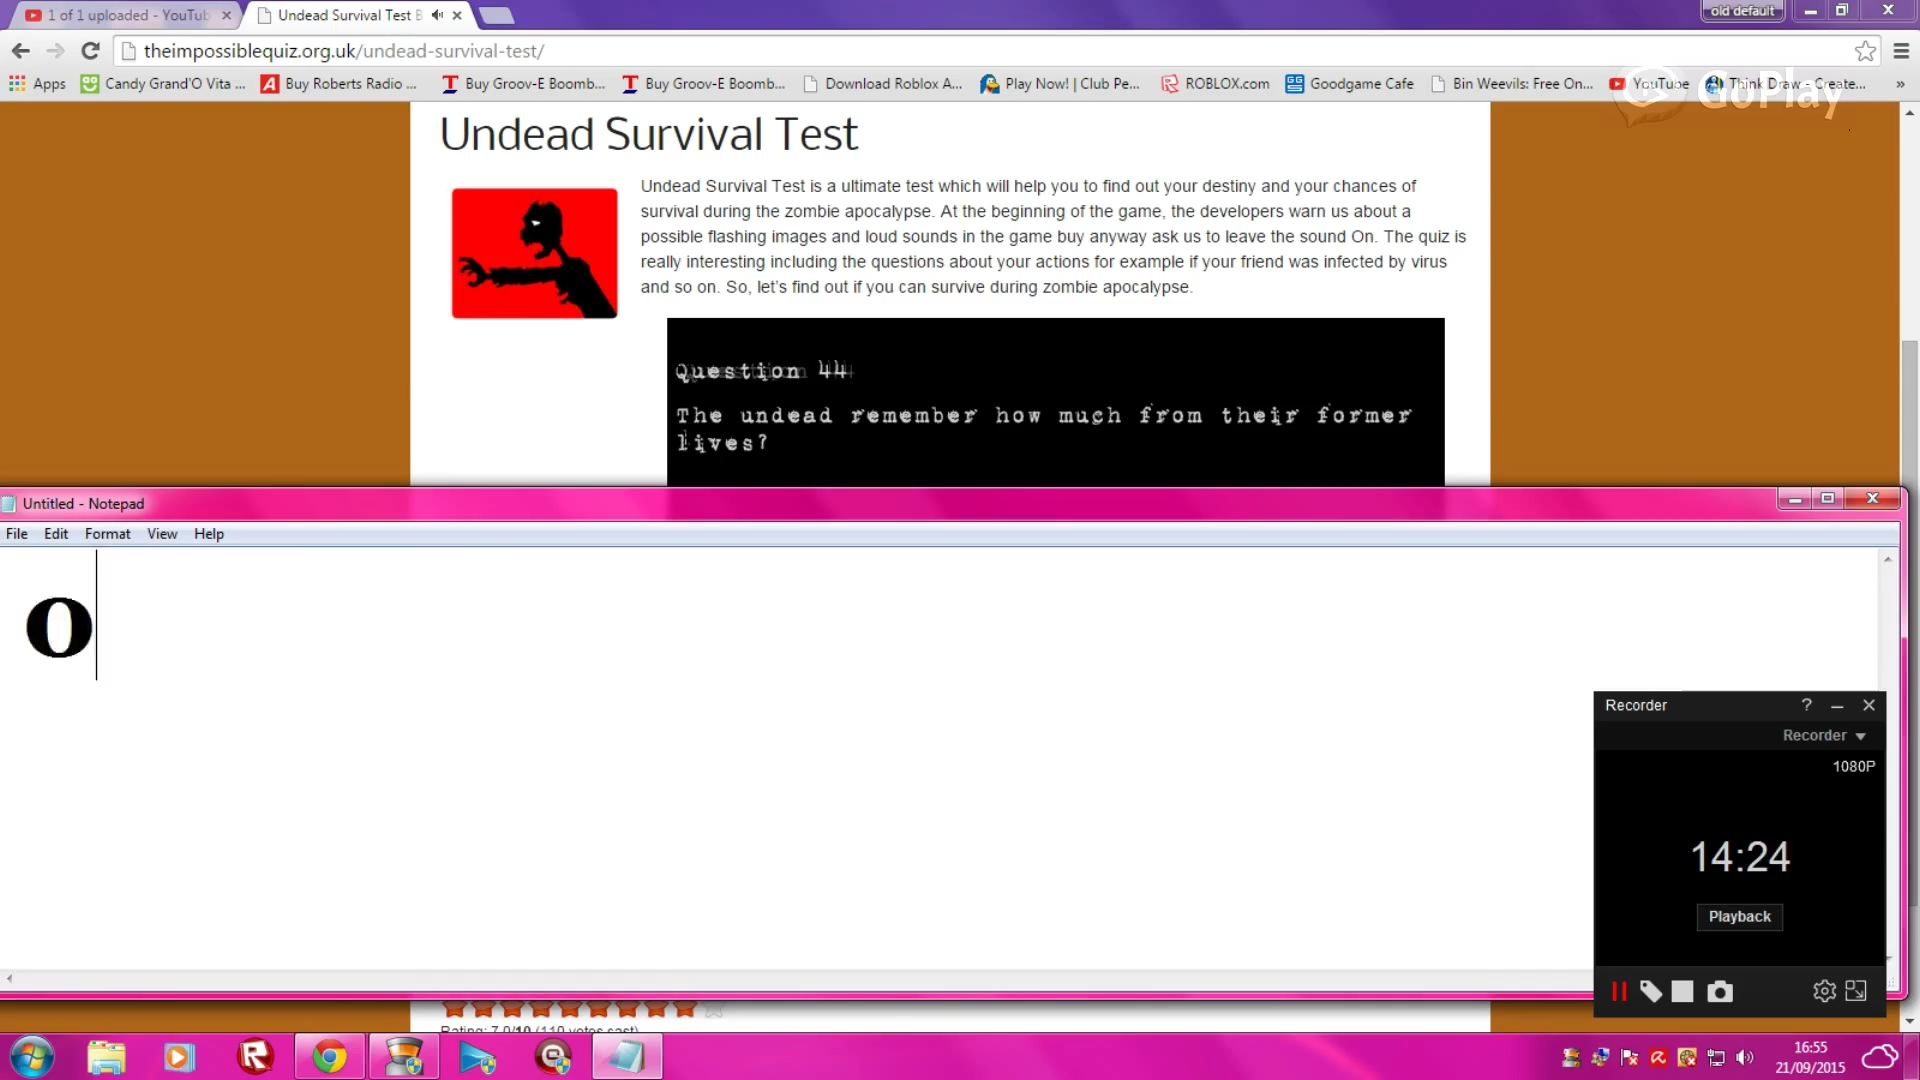 1 of 1 uploaded - YouTub
Undead Survival Test B
old default
theimpossiblequiz.org.uk/undead-survival-test/
Apps
Candy Grand'O Vita ...
Buy Roberts Radio ...
Buy Groov-E Boomb...
Buy Groov-E Boomb...
Download Roblox A...
Play Now! | Club Pe...
ROBLOX.com
Goodgame Cafe
Bin Weevils: Free On...
YouTube
Think Draw - Create...
»
GoPlay
Undead Survival Test
Undead Survival Test is a ultimate test which will help you to find out your destiny and your chances of
survival during the zombie apocalypse. At the beginning of the game, the developers warn us about a
possible flashing images and loud sounds in the game buy anyway ask us to leave the sound On. The quiz is
really interesting including the questions about your actions for example if your friend was infected by virus
and so on. So, let's find out if you can survive during zombie apocalypse.
Question 44
The undead remember how much from their former
lives?
Untitled - Notepad
File Edit Format View Help
o
Recorder
?
Recorder
1080P
14:24
Playback
Rating: 7.0/10 (110 votes cast)
16:55
21/09/2015